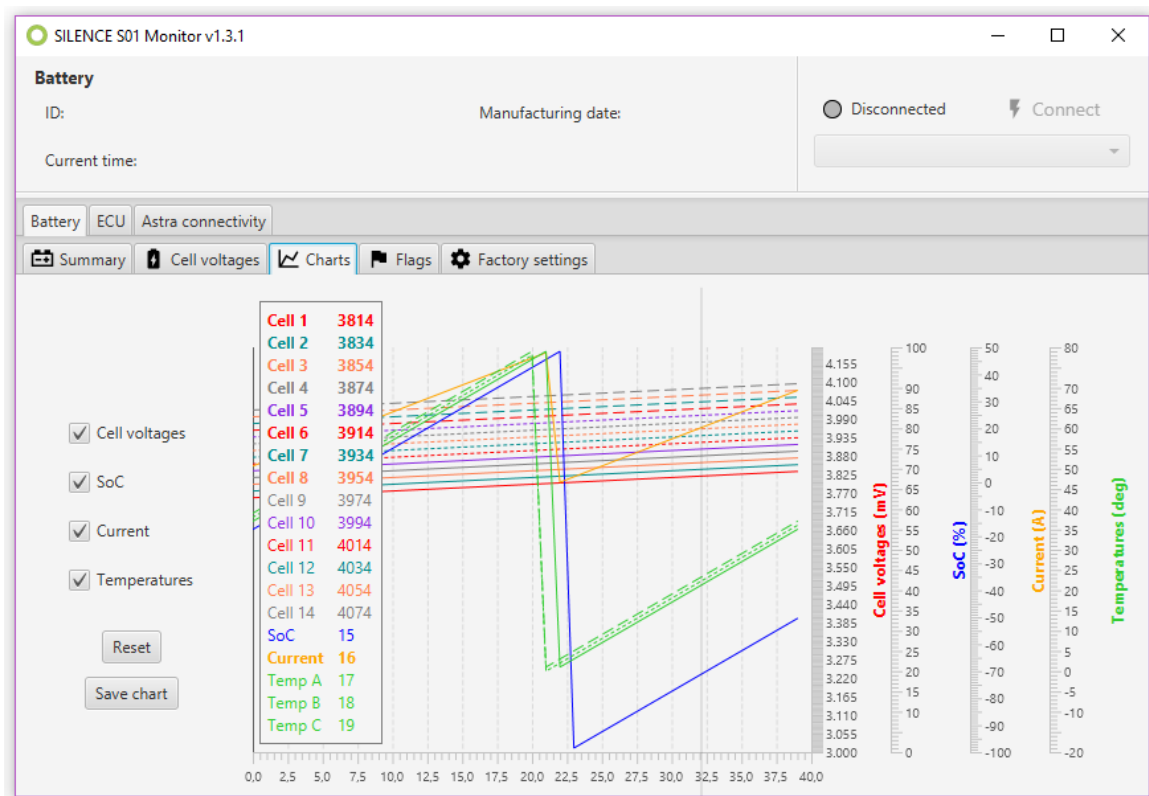 SILENCE S01 Monitor v1.3.1
Battery
ID:
Manufacturing date:
Disconnected
Connect
Current time:
Battery ECU Astra connectivity
Summary Cell voltages Charts Flags Factory settings
Cell voltages
SoC
Current
Temperatures
Reset
Save chart
Cell 1 3814
Cell 2 3834
Cell 3 3854
Cell 4 3874
Cell 5 3894
Cell 6 3914
Cell 7 3934
Cell 8 3954
Cell 9 3974
Cell 10 3994
Cell 11 4014
Cell 12 4034
Cell 13 4054
Cell 14 4074
SoC 15
Current 16
Temp A 17
Temp B 18
Temp C 19
0,0 2,5 5,0 7,5 10,0 12,5 15,0 17,5 20,0 22,5 25,0 27,5 30,0 32,5 35,0 37,5 40,0
4.155
4.100
4.045
3.990
3.935
3.880
3.825
3.770
3.715
3.660
3.605
3.550
3.495
3.440
3.385
3.330
3.275
3.220
3.165
3.110
3.055
3.000
Cell voltages (mV)
100
90
85
80
75
70
65
60
55
50
45
40
35
30
25
20
15
10
0
SoC (%)
50
40
30
20
10
0
-10
-20
-30
-40
-50
-60
-70
-80
-90
-100
Current (A)
80
70
65
60
55
50
45
40
35
30
25
20
15
10
5
0
-5
-10
-20
Temperatures (deg)